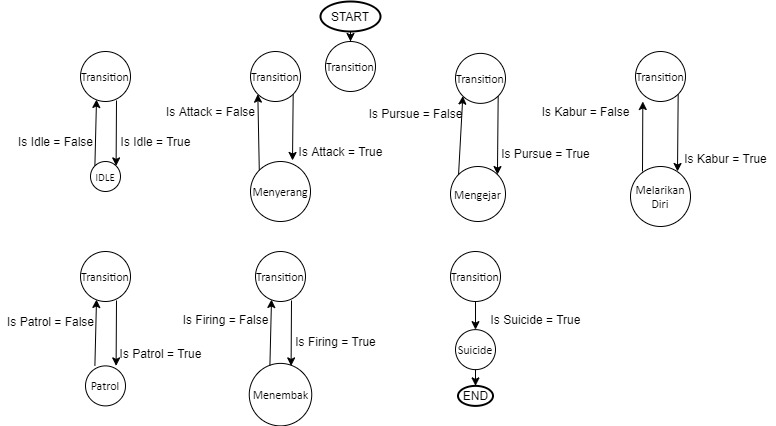 START
Transition
Transition
Is Idle = False
Is Idle = True
IDLE
Transition
Is Attack = False
Is Attack = True
Menyerang
Transition
Is Pursue = False
Is Pursue = True
Mengejar
Transition
Is Kabur = False
Is Kabur = True
Melarikan
Diri
Transition
Is Patrol = False
Is Patrol = True
Patrol
Transition
Is Firing = False
Is Firing = True
Menembak
Transition
Is Suicide = True
Suicide
END